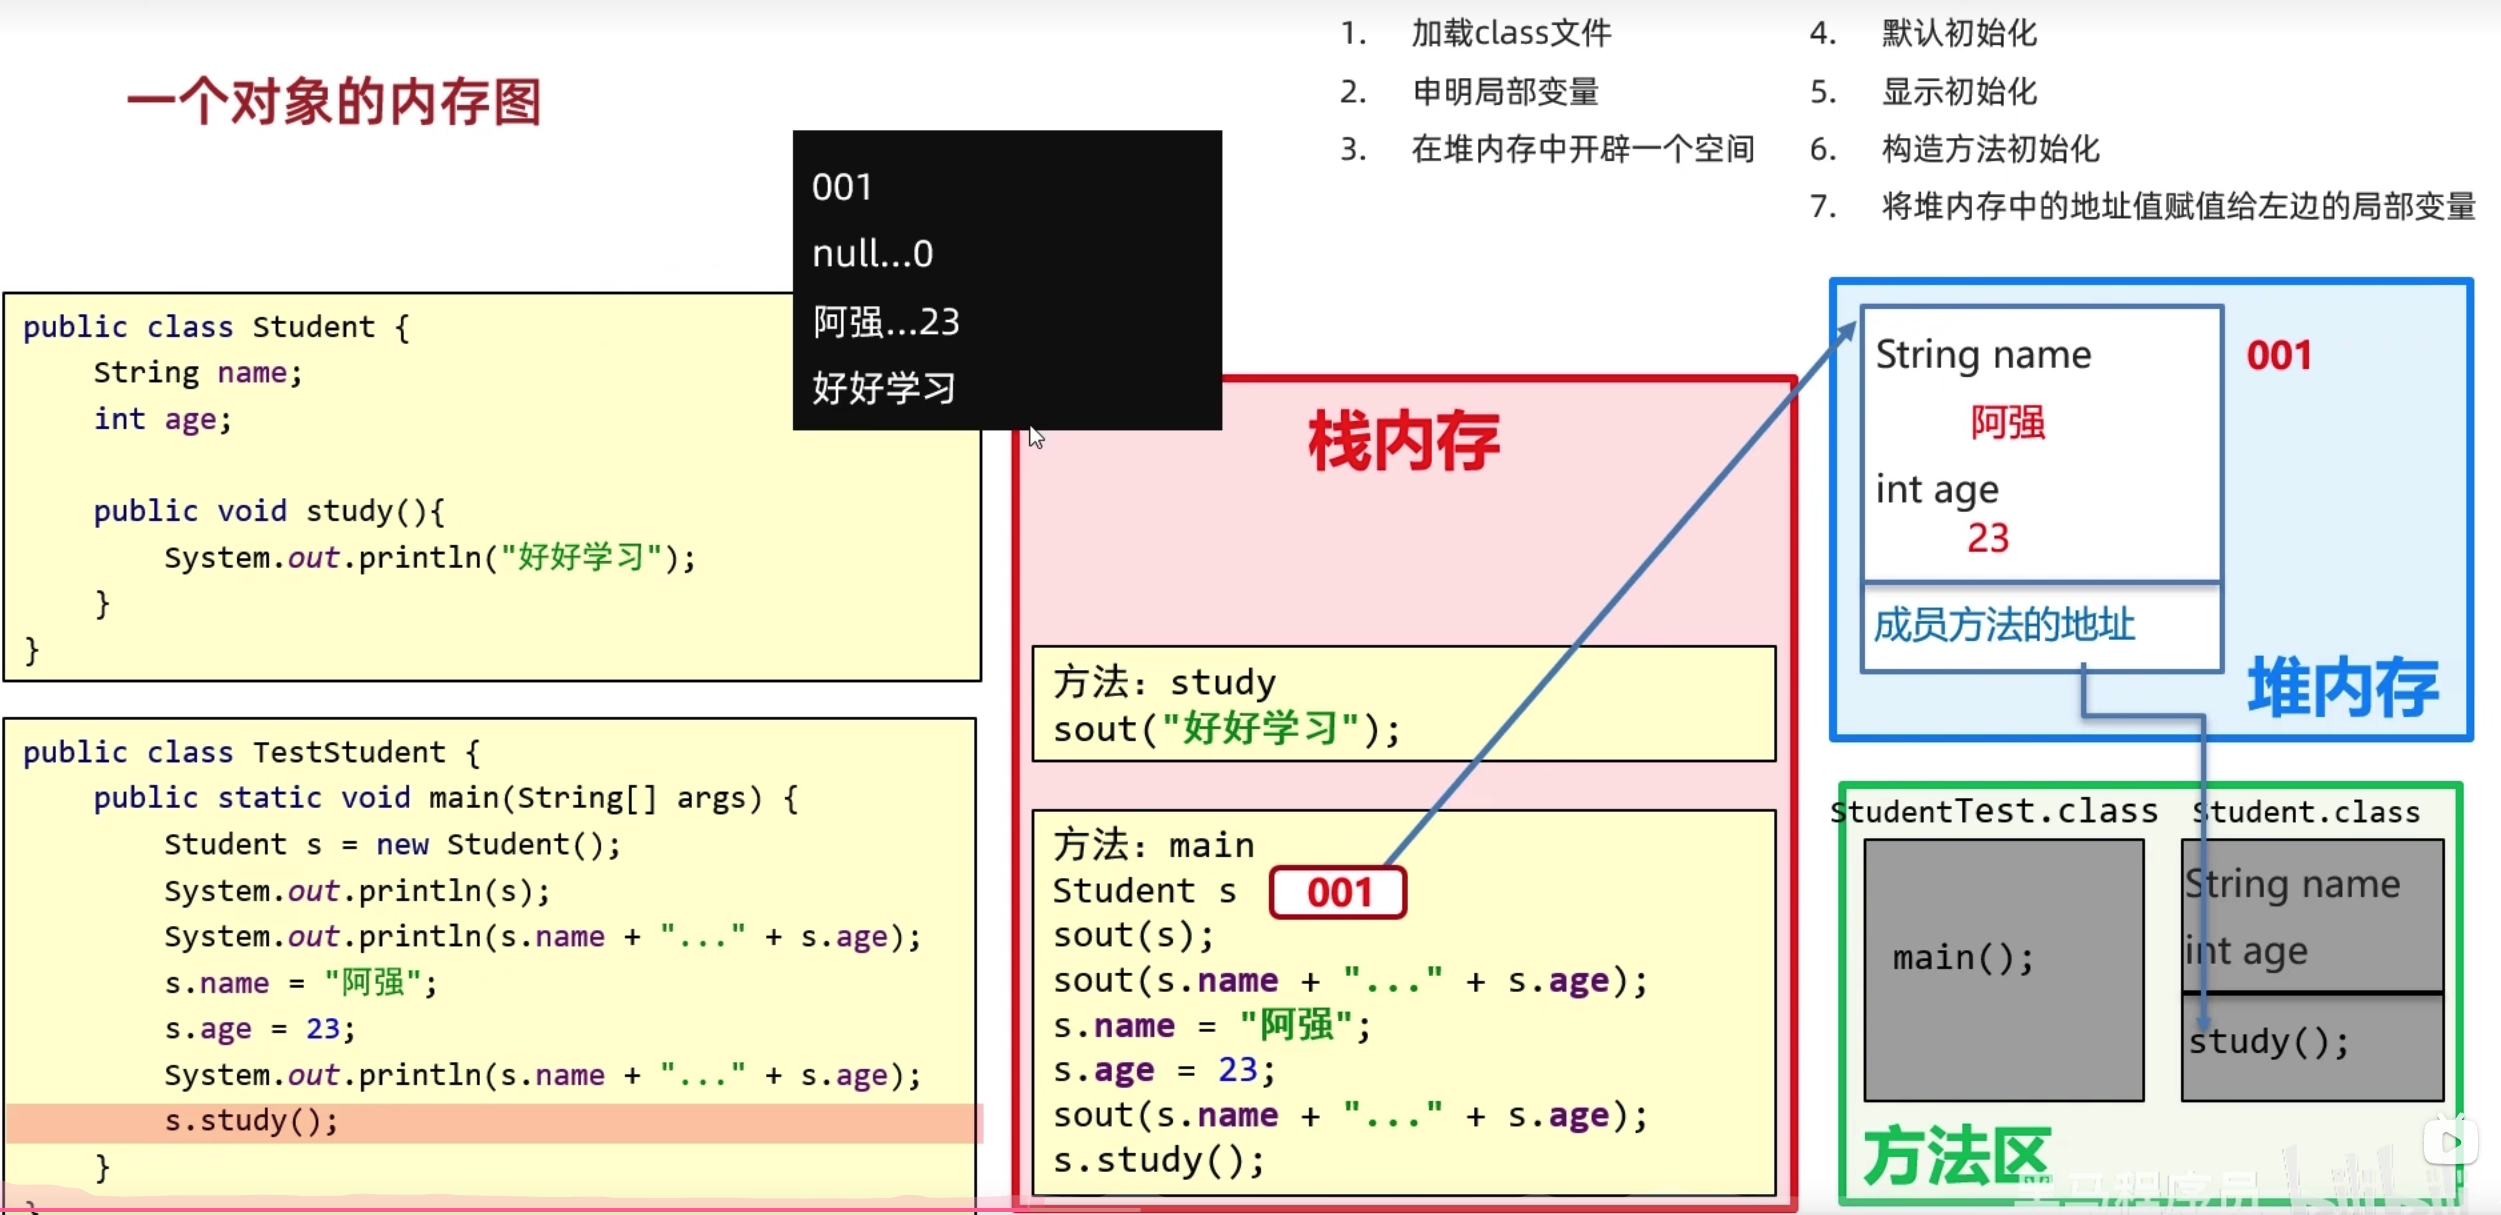 一个对象的内存图
1. 加载class文件
2. 申明局部变量
3. 在堆内存中开辟一个空间
4. 默认初始化
5. 显示初始化
6. 构造方法初始化
7. 将堆内存中的地址值赋值给左边的局部变量
001
null...0
阿强...23
好好学习
public class Student {
String name;
int age;
public void study(){
System.out.println("好好学习");
}
}
public class TestStudent {
public static void main(String[] args) {
Student s = new Student();
System.out.println(s);
System.out.println(s.name + "..." + s.age);
s.name = "阿强";
s.age = 23;
System.out.println(s.name + "..." + s.age);
s.study();
}
}
栈内存
方法：study
sout("好好学习");
方法：main
Student s 001
sout(s);
sout(s.name + "..." + s.age);
s.name = "阿强";
s.age = 23;
sout(s.name + "..." + s.age);
s.study();
String name
阿强
int age
23
成员方法的地址
001
堆内存
StudentTest.class
main();
Student.class
String name
int age
study();
方法区
黑马程序员